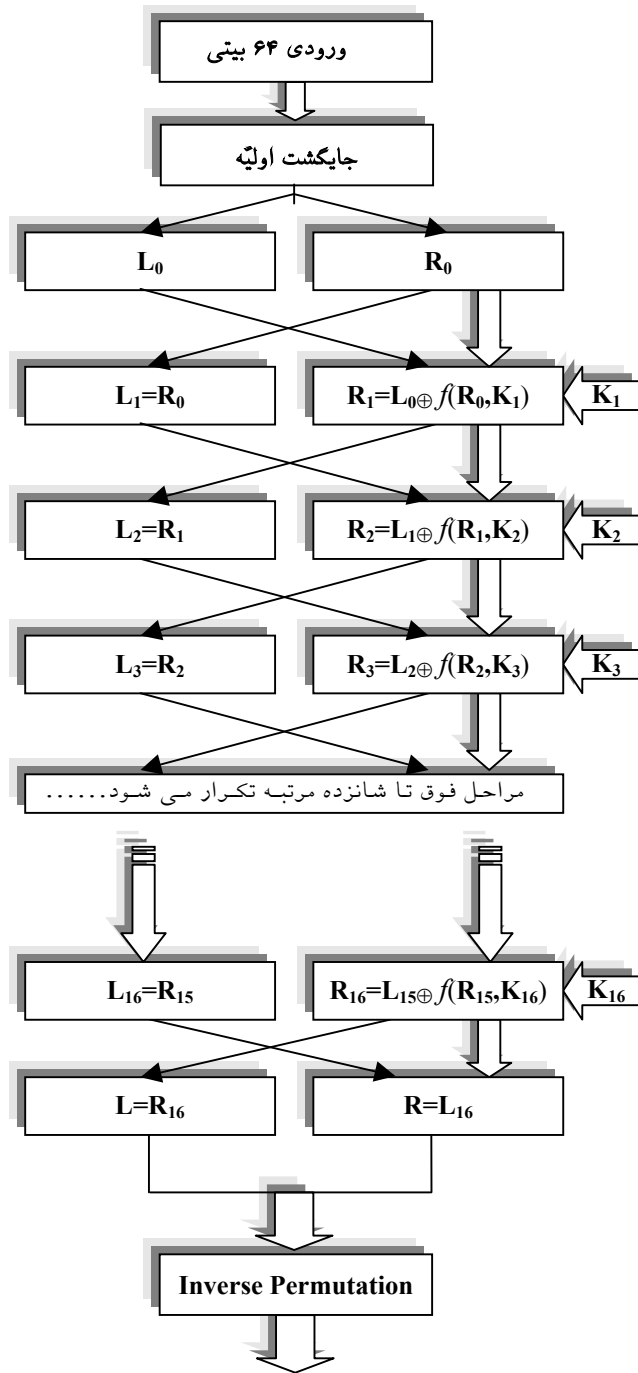 ورودی ۶۴ بیتی
جایگشت اولیّه
L₀ R₀
L₁=R₀ R₁=L₀⊕f(R₀,K₁) K₁
L₂=R₁ R₂=L₁⊕f(R₁,K₂) K₂
L₃=R₂ R₃=L₂⊕f(R₂,K₃) K₃
مراحل فوق تا شانزده مرتبه تکرار می شود......
L₁₆=R₁₅ R₁₆=L₁₅⊕f(R₁₅,K₁₆) K₁₆
L=R₁₆ R=L₁₆
Inverse Permutation